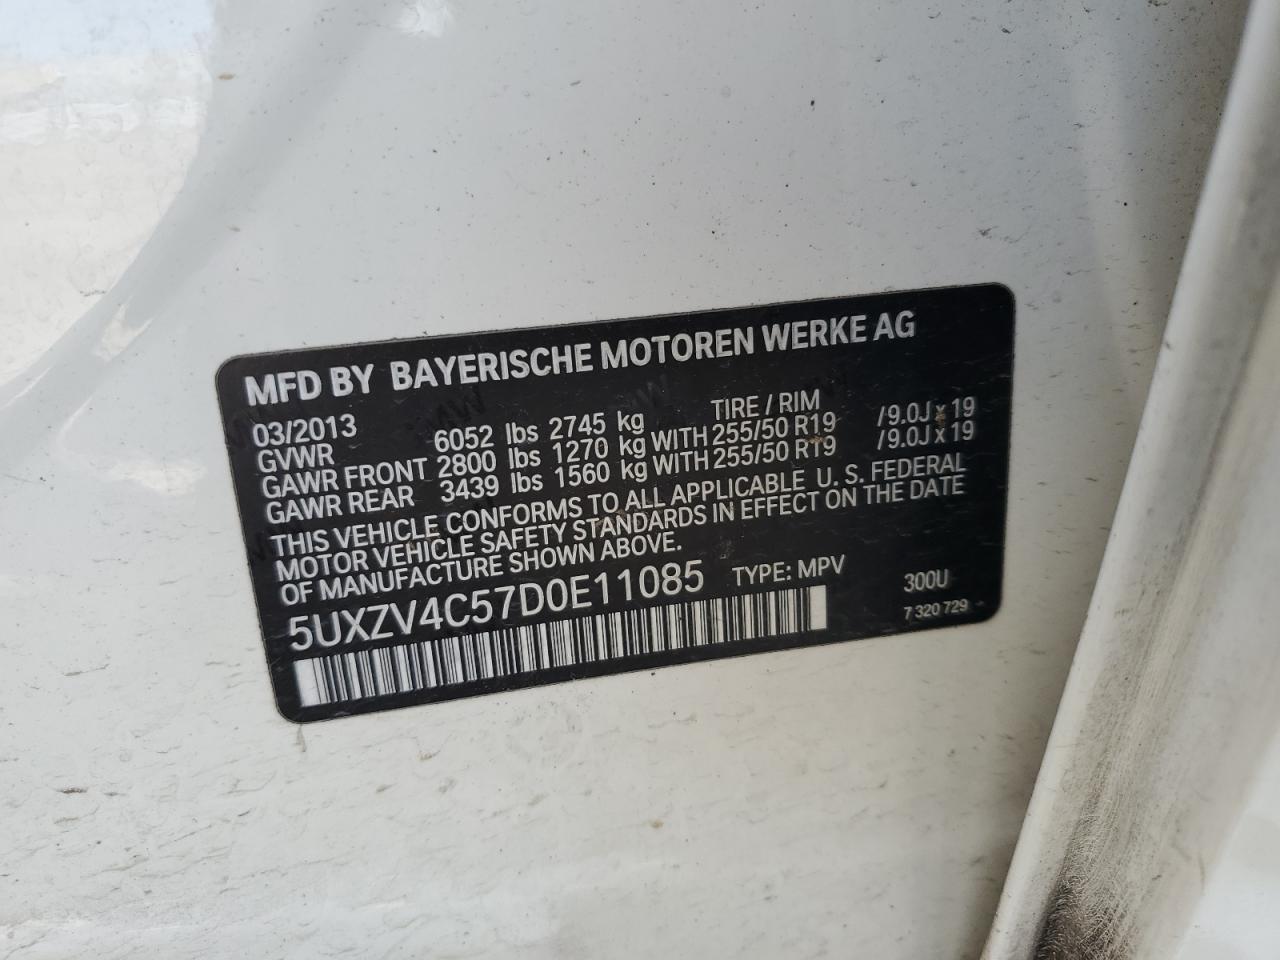 MFD BY BAYERISCHE MOTOREN WERKE AG
03/2013 TIRE / RIM
GVWR 6052 lbs 2745 kg
GAWR FRONT 2800 lbs 1270 kg WITH 255/50 R19 /9.0J x 19
GAWR REAR 3439 lbs 1560 kg WITH 255/50 R19 /9.0J x 19
THIS VEHICLE CONFORMS TO ALL APPLICABLE U. S. FEDERAL
MOTOR VEHICLE SAFETY STANDARDS IN EFFECT ON THE DATE
OF MANUFACTURE SHOWN ABOVE.
5UXZV4C57D0E11085 TYPE: MPV 300U
7 320 729